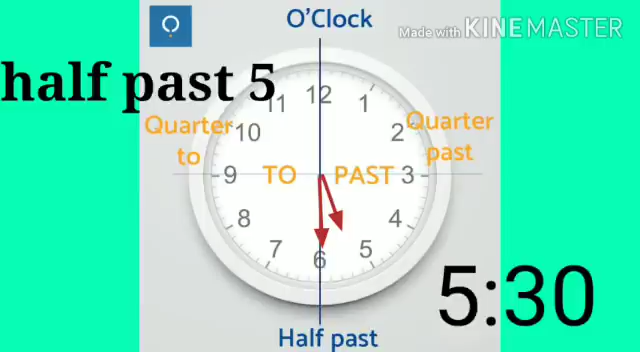 O'Clock
Made with KINEMASTER
half past 5
Quarter to
Quarter past
TO PAST
12
1
2
3
4
5
6
7
8
9
10
11
5:30
Half past